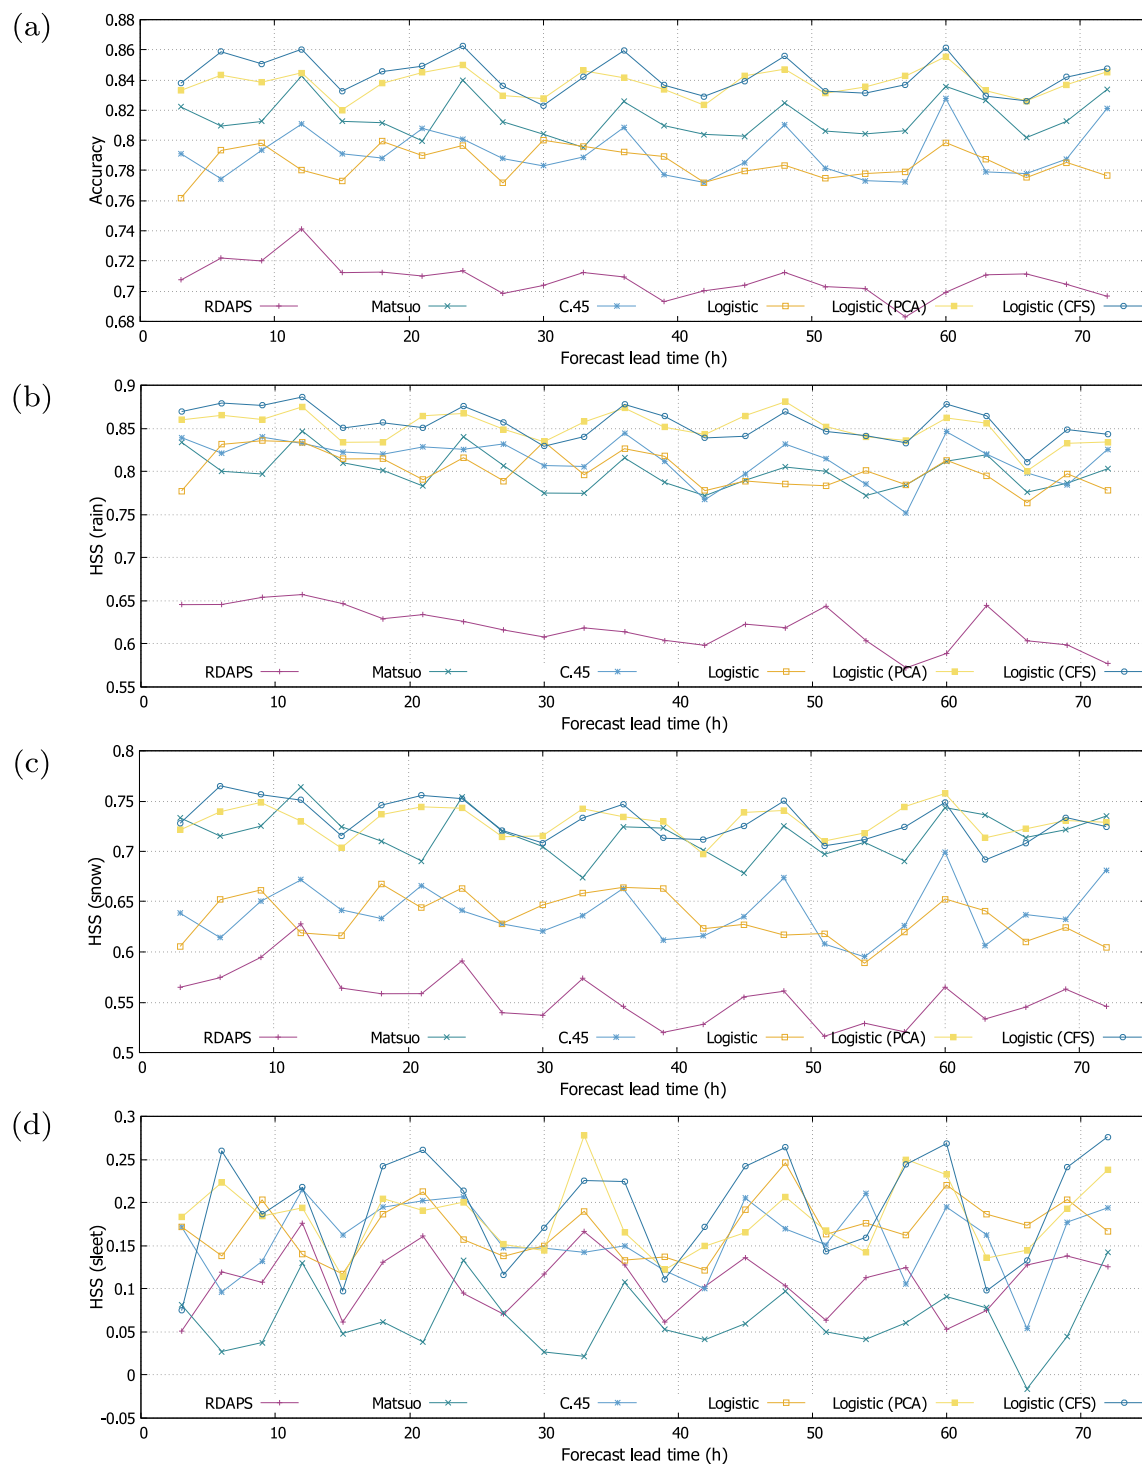 (a)
0.88
0.86
0.84
0.82
0.8
0.78
0.76
0.74
0.72
0.7
0.68
Accuracy
RDAPS Matsuo C.45 Logistic Logistic (PCA) Logistic (CFS)
0 10 20 30 40 50 60 70
Forecast lead time (h)
(b)
0.9
0.85
0.8
0.75
0.7
0.65
0.6
0.55
HSS (rain)
RDAPS Matsuo C.45 Logistic Logistic (PCA) Logistic (CFS)
0 10 20 30 40 50 60 70
Forecast lead time (h)
(c)
0.8
0.75
0.7
0.65
0.6
0.55
0.5
HSS (snow)
RDAPS Matsuo C.45 Logistic Logistic (PCA) Logistic (CFS)
0 10 20 30 40 50 60 70
Forecast lead time (h)
(d)
0.3
0.25
0.2
0.15
0.1
0.05
0
-0.05
HSS (sleet)
RDAPS Matsuo C.45 Logistic Logistic (PCA) Logistic (CFS)
0 10 20 30 40 50 60 70
Forecast lead time (h)